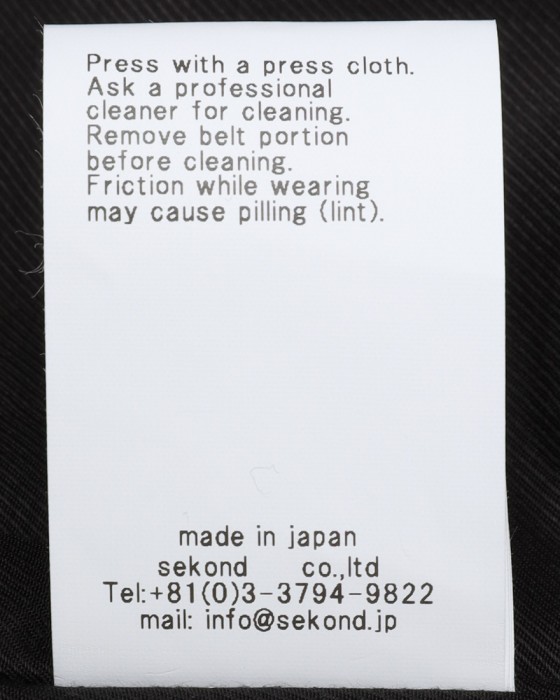 Press with a press cloth.
Ask a professional
cleaner for cleaning.
Remove belt portion
before cleaning.
Friction while wearing
may cause pilling (lint).
made in japan
sekond co.,ltd
Tel:+81(0)3-3794-9822
mail: info@sekond.jp